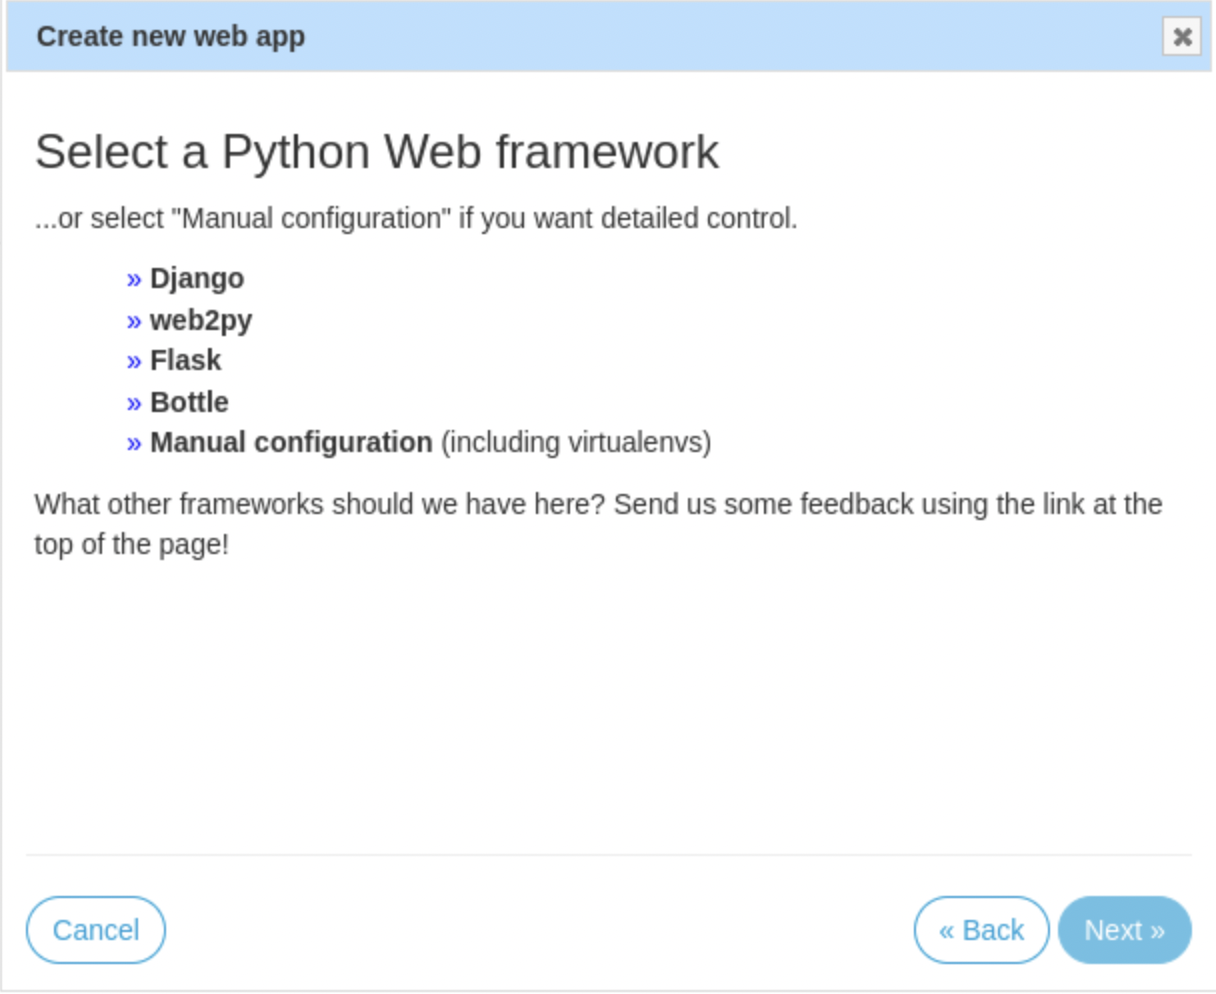 Create new web app
Select a Python Web framework
...or select "Manual configuration" if you want detailed control.
» Django
» web2py
» Flask
» Bottle
» Manual configuration (including virtualenvs)
What other frameworks should we have here? Send us some feedback using the link at the
top of the page!
Cancel
« Back
Next »